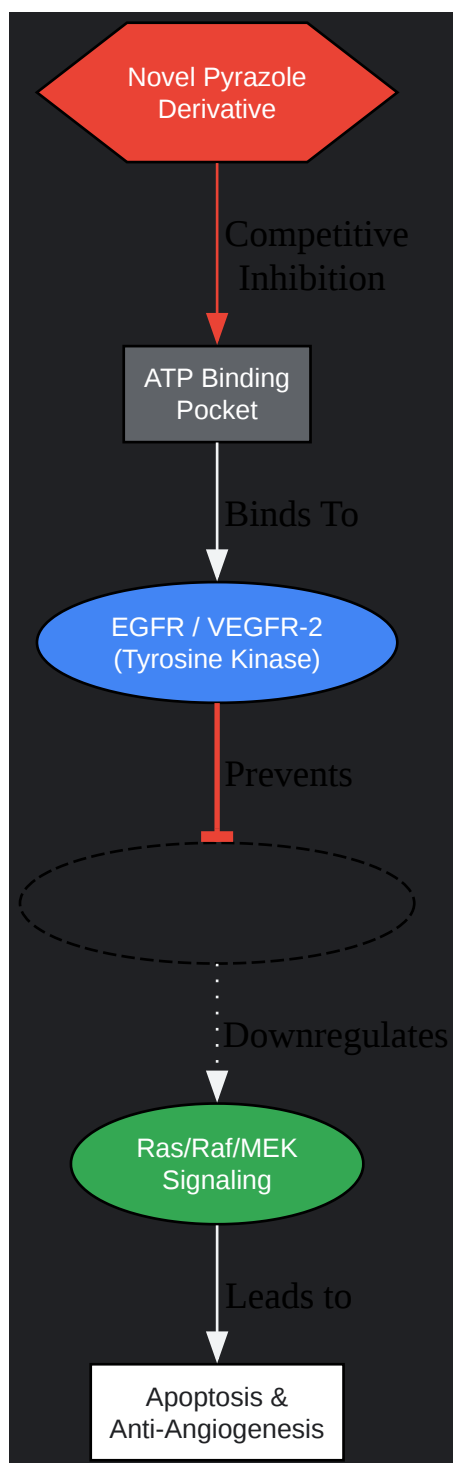 Novel Pyrazole
Derivative
Competitive
Inhibition
ATP Binding
Pocket
Binds To
EGFR / VEGFR-2
(Tyrosine Kinase)
Prevents
Downregulates
Ras/Raf/MEK
Signaling
Leads to
Apoptosis &
Anti-Angiogenesis